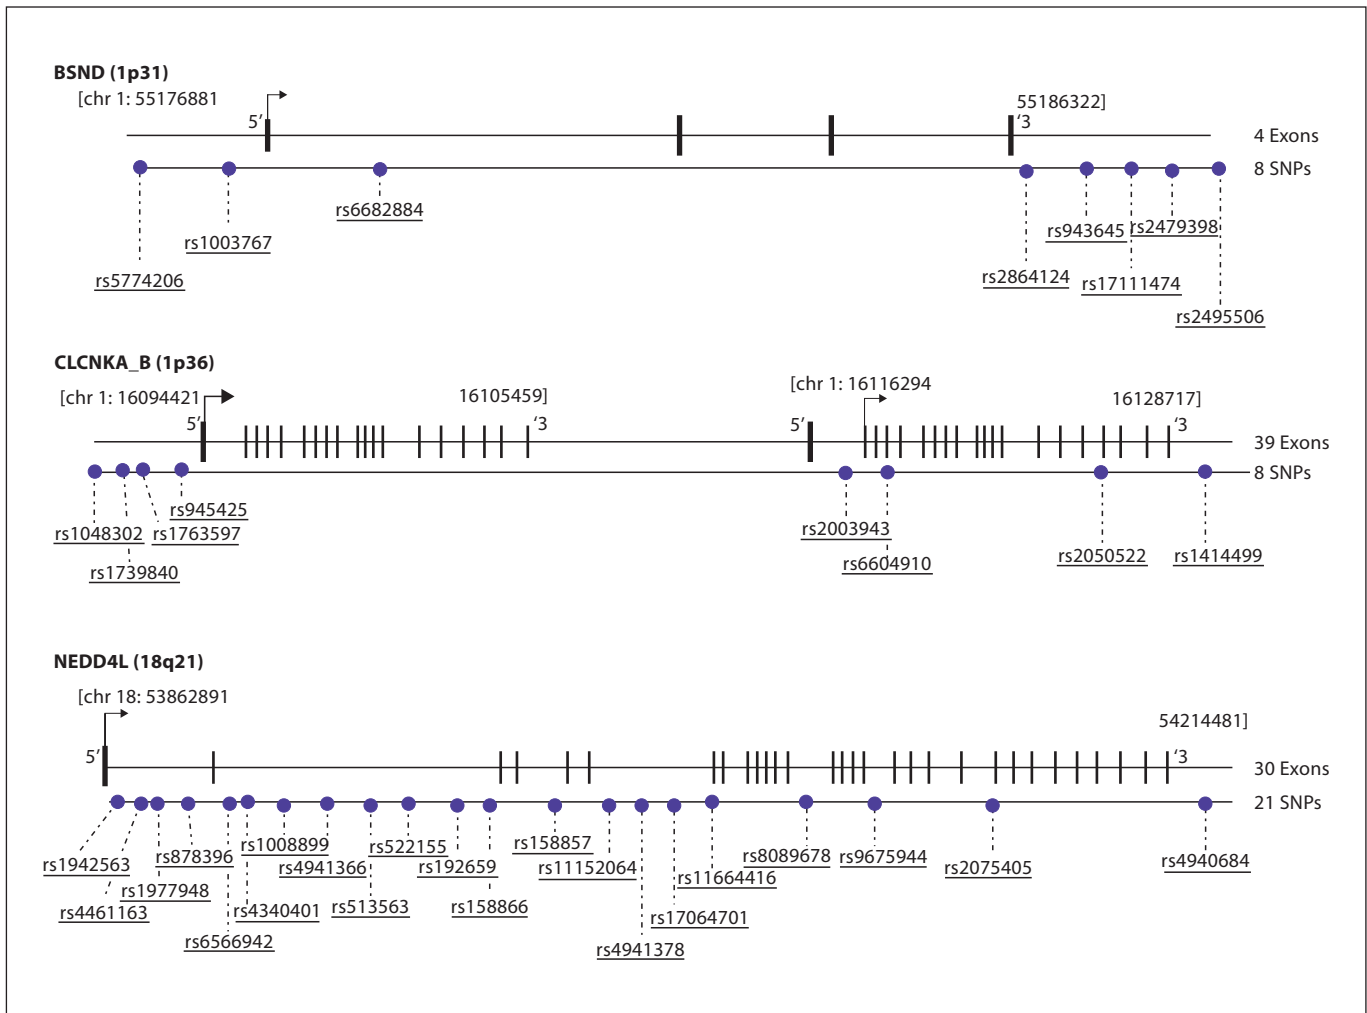 BSND (1p31)
[chr 1: 55176881
55186322]
5’
‘3
4 Exons
8 SNPs
rs6682884
rs1003767
rs943645
rs2479398
rs5774206
rs2864124
rs17111474
rs2495506
CLCNKA_B (1p36)
[chr 1: 16094421
16105459]
[chr 1: 16116294
16128717]
5’
‘3
5’
‘3
39 Exons
8 SNPs
rs945425
rs1048302
rs1763597
rs2003943
rs1739840
rs6604910
rs2050522
rs1414499
NEDD4L (18q21)
[chr 18: 53862891
54214481]
5’
‘3
30 Exons
21 SNPs
rs1942563
rs878396
rs1008899
rs522155
rs158857
rs8089678
rs9675944
rs2075405
rs4940684
rs4941366
rs192659
rs11152064
rs11664416
rs1977948
rs4461163
rs4340401
rs513563
rs158866
rs17064701
rs6566942
rs4941378